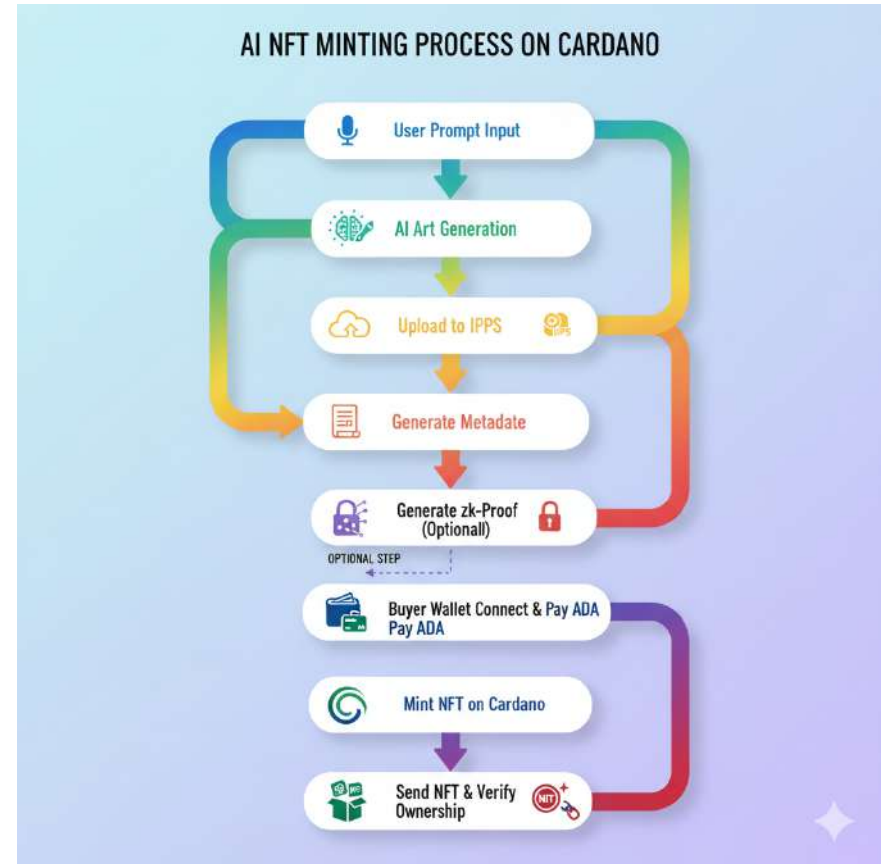 AI NFT MINTING PROCESS ON CARDANO
User Prompt Input
AI Art Generation
Upload to IPPS
Generate Metadate
Generate zk-Proof
(Optionall)
OPTIONAL STEP
Buyer Wallet Connect & Pay ADA
Pay ADA
Mint NFT on Cardano
Send NFT & Verify
Ownership
NIT